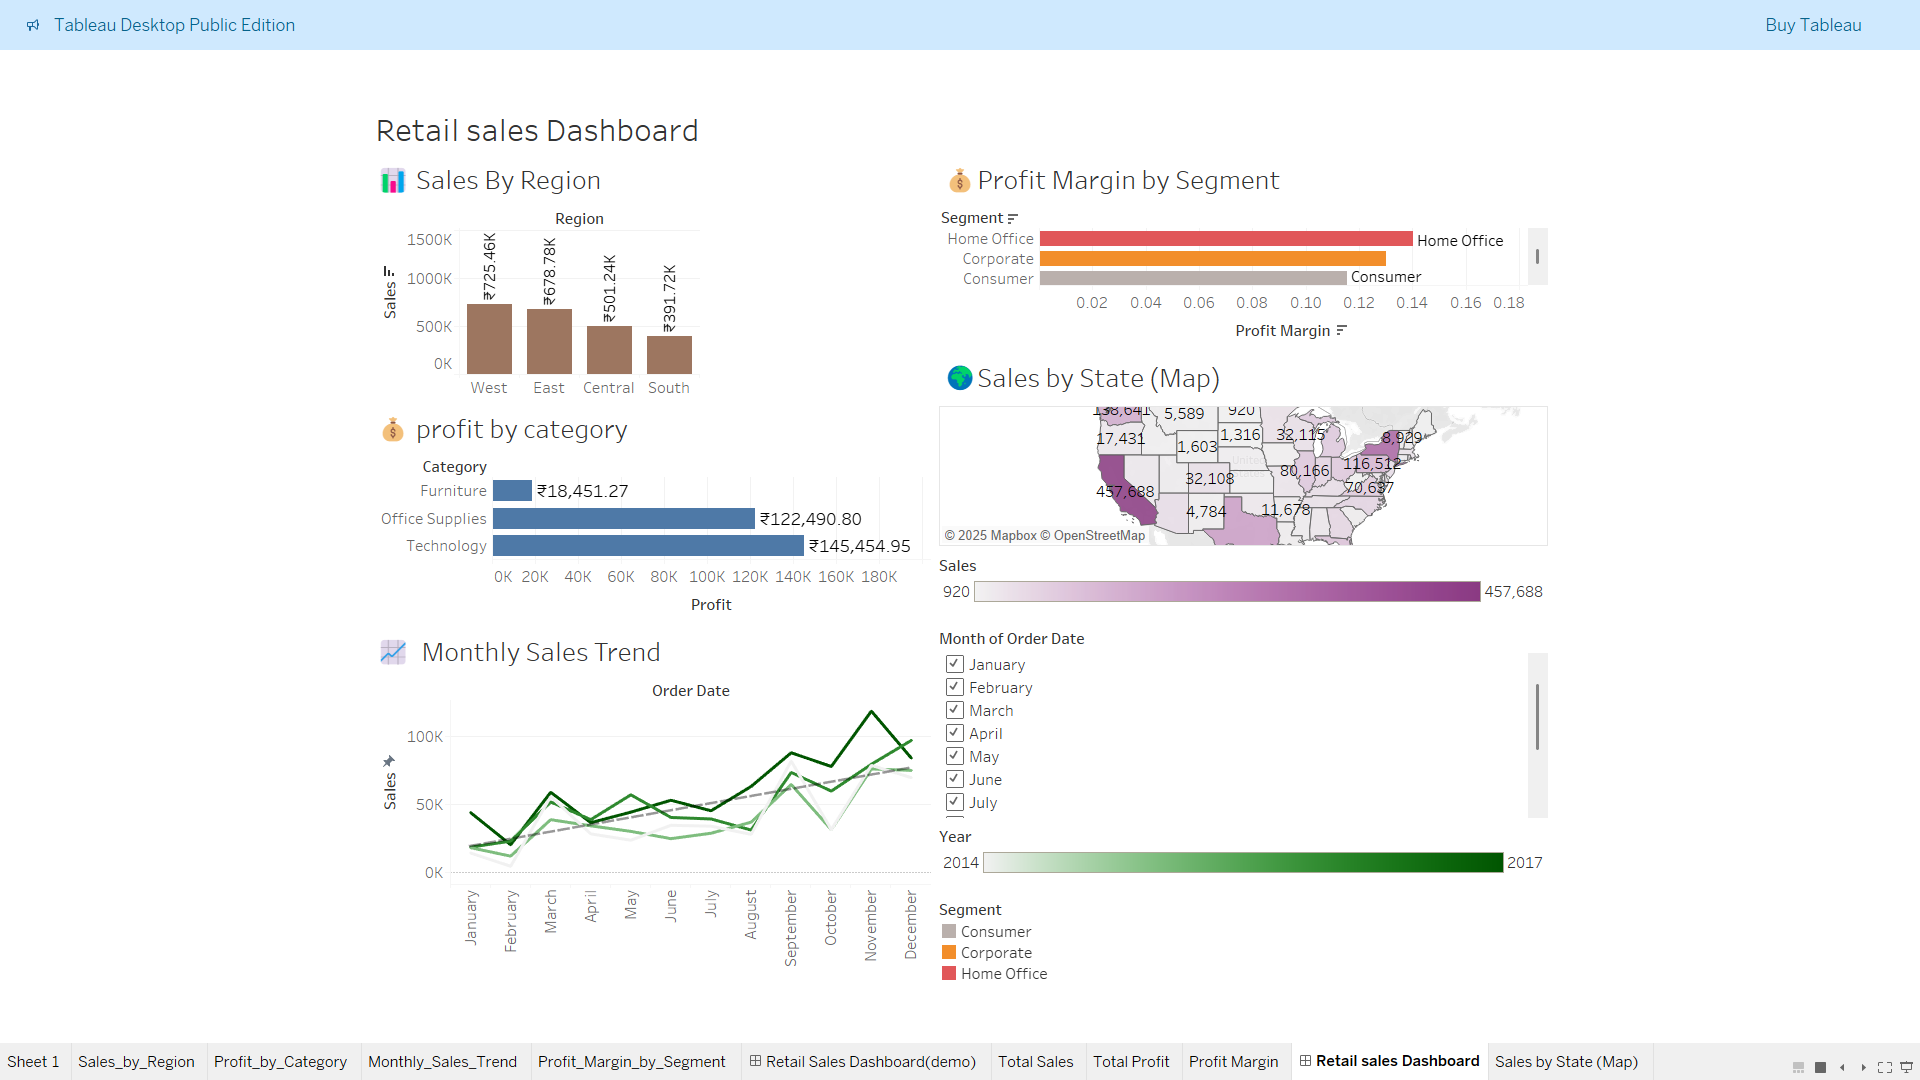 Tableau Desktop Public Edition
Buy Tableau
Retail sales Dashboard
Sales By Region
Region
Sales
1500K
1000K
500K
0K
₹725.46K
₹678.78K
₹501.24K
₹391.72K
West
East
Central
South
profit by category
Category
Furniture
₹18,451.27
Office Supplies
₹122,490.80
Technology
₹145,454.95
0K 20K 40K 60K 80K 100K 120K 140K 160K 180K
Profit
Monthly Sales Trend
Order Date
Sales
100K
50K
0K
January
February
March
April
May
June
July
August
September
October
November
December
Profit Margin by Segment
Segment
Home Office
Home Office
Corporate
Consumer
Consumer
0.02 0.04 0.06 0.08 0.10 0.12 0.14 0.16 0.18
Profit Margin
Sales by State (Map)
138,641
5,589
920
17,431
1,603
1,316
32,115
8,929
457,688
32,108
80,166
116,512
70,637
4,784
11,678
© 2025 Mapbox © OpenStreetMap
Sales
920
457,688
Month of Order Date
January
February
March
April
May
June
July
Year
2014
2017
Segment
Consumer
Corporate
Home Office
Sheet 1
Sales_by_Region
Profit_by_Category
Monthly_Sales_Trend
Profit_Margin_by_Segment
Retail Sales Dashboard(demo)
Total Sales
Total Profit
Profit Margin
Retail sales Dashboard
Sales by State (Map)